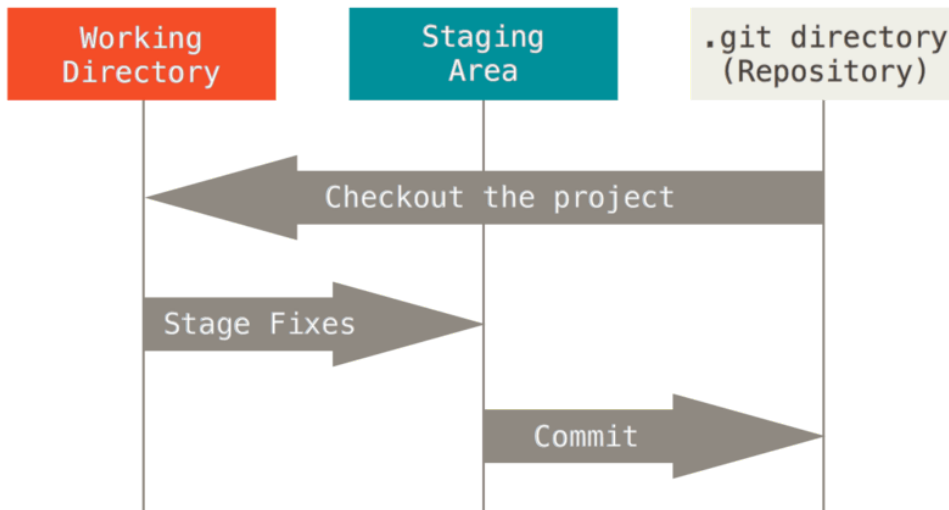 Working
Directory
Staging
Area
.git directory
(Repository)
Checkout the project
Stage Fixes
Commit